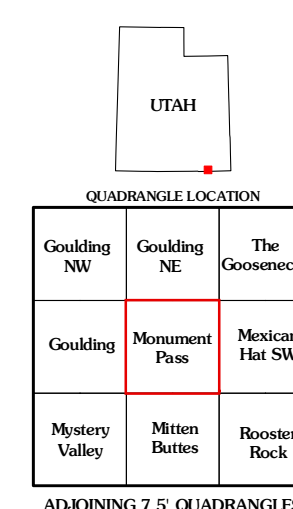 UTAH
QUADRANGLE LOCATION
Goulding NW
Goulding NE
The Goosenec
Goulding
Monument Pass
Mexican Hat SW
Mystery Valley
Mitten Buttes
Rooster Rock
ADJOINING 7.5' QUADRANGLES